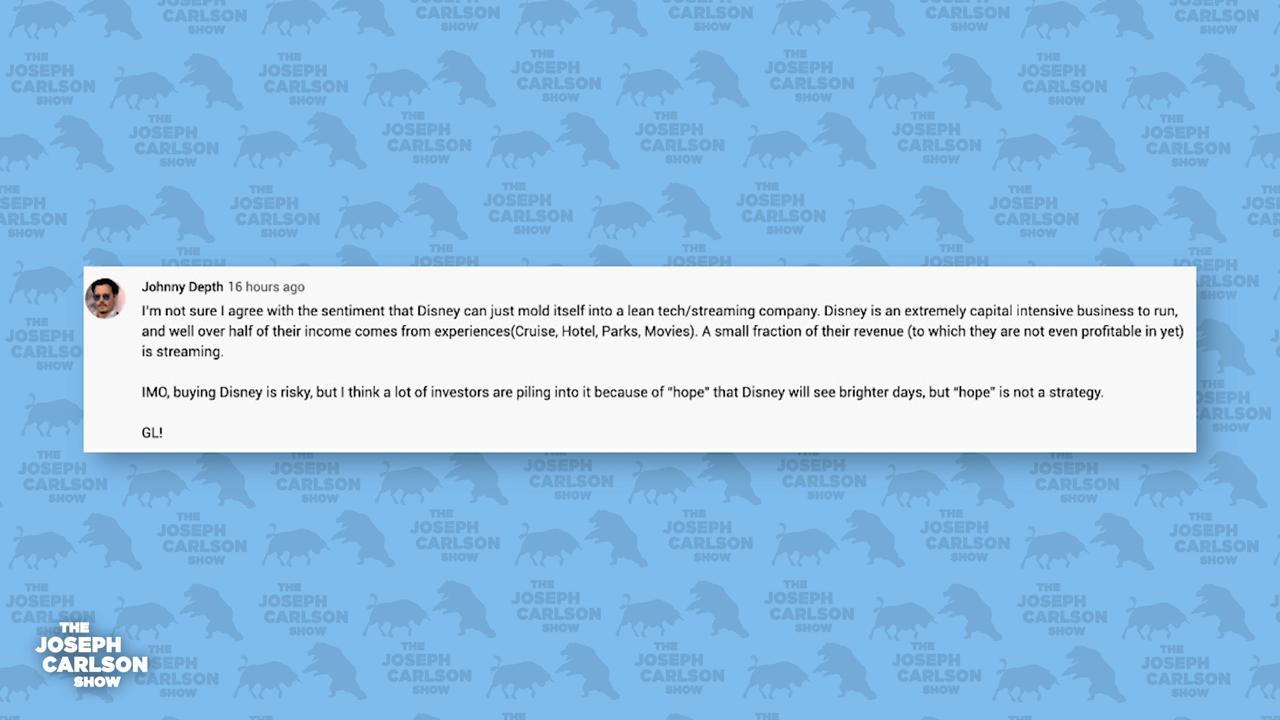 Johnny Depth 16 hours ago
I'm not sure I agree with the sentiment that Disney can just mold itself into a lean tech/streaming company. Disney is an extremely capital intensive business to run,
and well over half of their income comes from experiences(Cruise, Hotel, Parks, Movies). A small fraction of their revenue (to which they are not even profitable in yet)
is streaming.
IMO, buying Disney is risky, but I think a lot of investors are piling into it because of "hope" that Disney will see brighter days, but "hope" is not a strategy.
GL!
THE
JOSEPH
CARLSON
SHOW